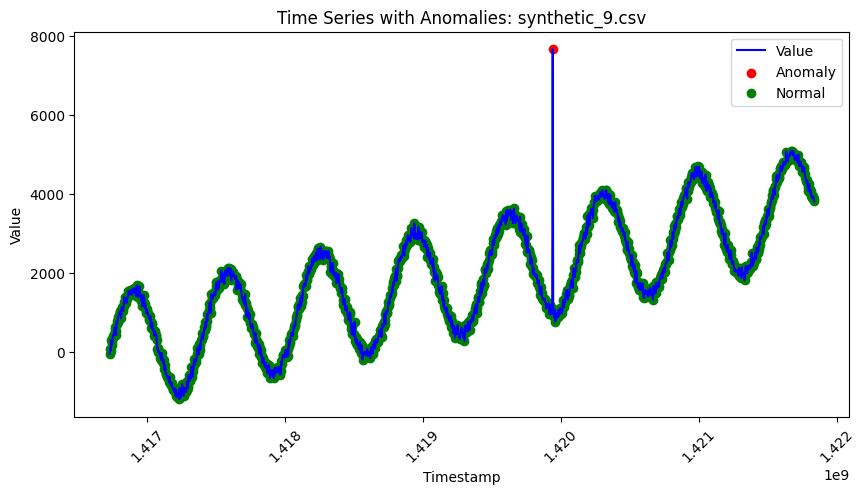 Time Series with Anomalies: synthetic_9.csv
8000
6000
4000
2000
0
Value
Value
Anomaly
Normal
1.417
1.418
1.419
1.420
1.421
1.422
1e9
Timestamp